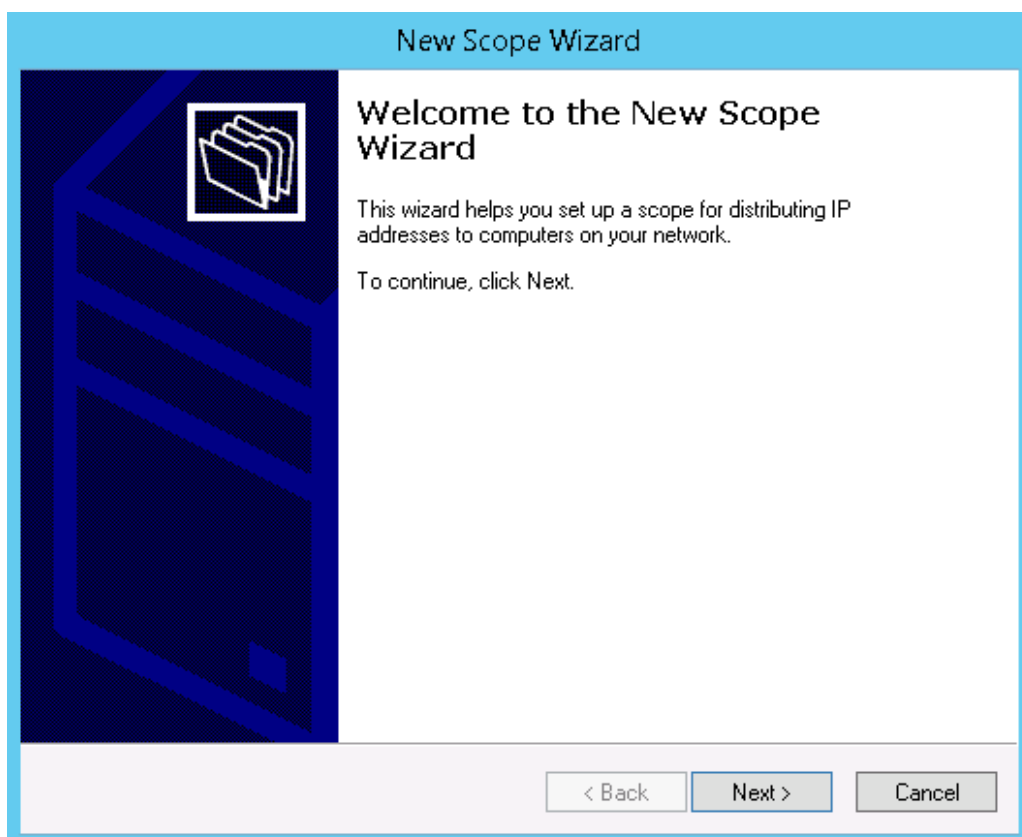 New Scope Wizard
Welcome to the New Scope
Wizard
This wizard helps you set up a scope for distributing IP
addresses to computers on your network.
To continue, click Next.
< Back
Next >
Cancel